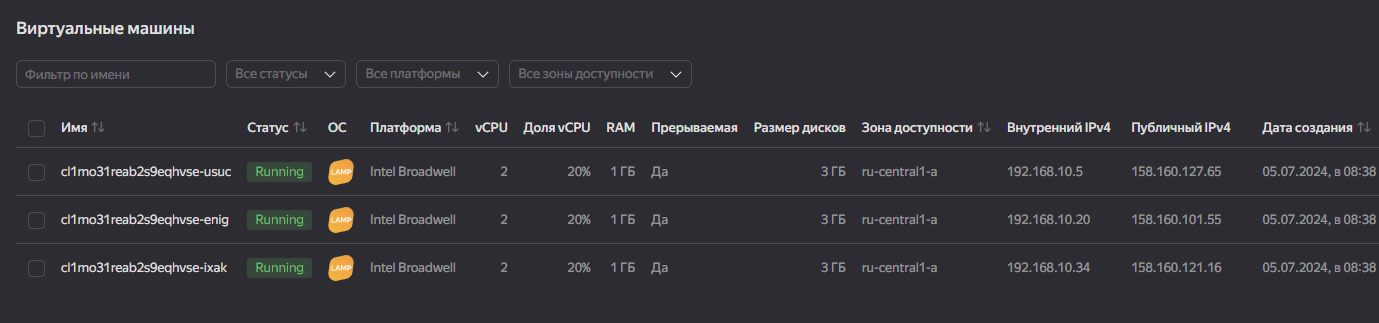 Виртуальные машины
Фильтр по имени Все статусы Все платформы Все зоны доступности
Имя Статус ОС Платформа vCPU Доля vCPU RAM Прерываемая Размер дисков Зона доступности Внутренний IPv4 Публичный IPv4 Дата создания
cl1mo31reab2s9eqhvse-usuc Running LAMP Intel Broadwell 2 20% 1 ГБ Да 3 ГБ ru-central1-a 192.168.10.5 158.160.127.65 05.07.2024, в 08:38
cl1mo31reab2s9eqhvse-enig Running LAMP Intel Broadwell 2 20% 1 ГБ Да 3 ГБ ru-central1-a 192.168.10.20 158.160.101.55 05.07.2024, в 08:38
cl1mo31reab2s9eqhvse-ixak Running LAMP Intel Broadwell 2 20% 1 ГБ Да 3 ГБ ru-central1-a 192.168.10.34 158.160.121.16 05.07.2024, в 08:38